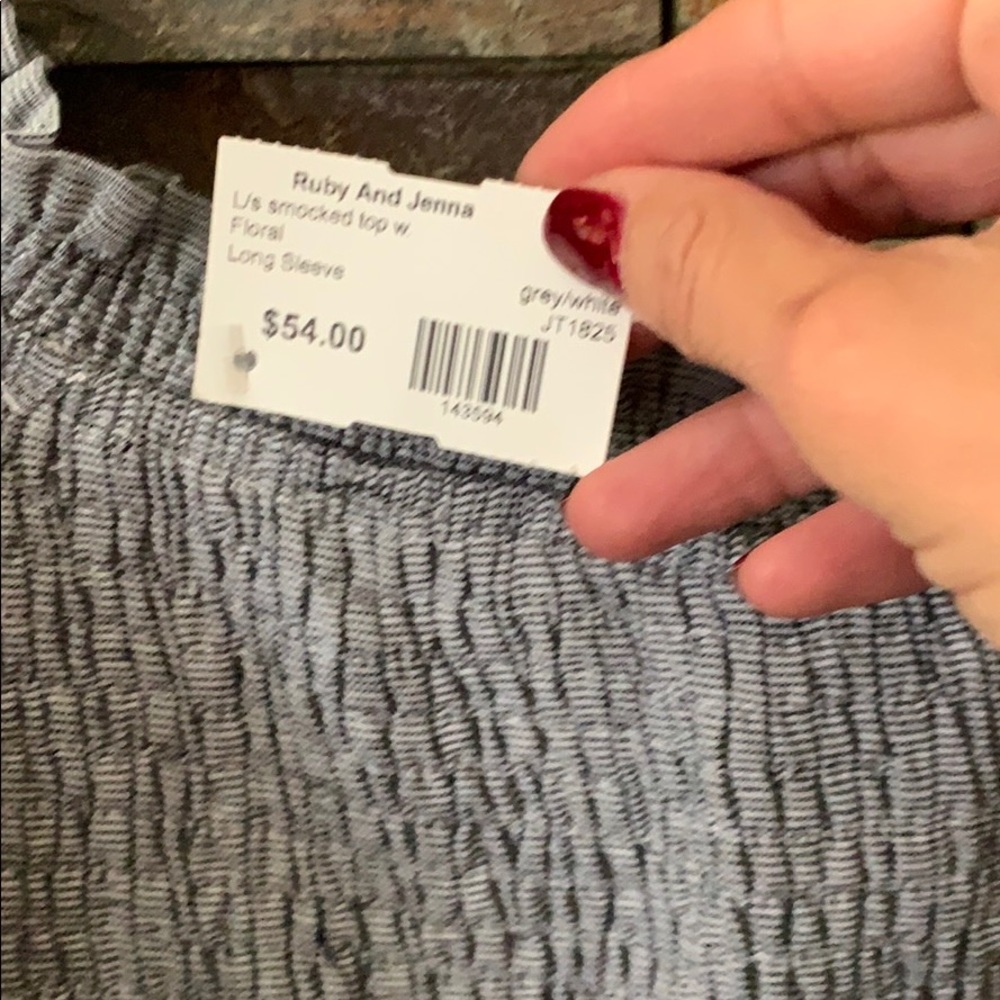 Ruby And Jenna
L/s smocked top w.
Floral
Long Sleeve
grey/white
JT1825
$54.00
143594